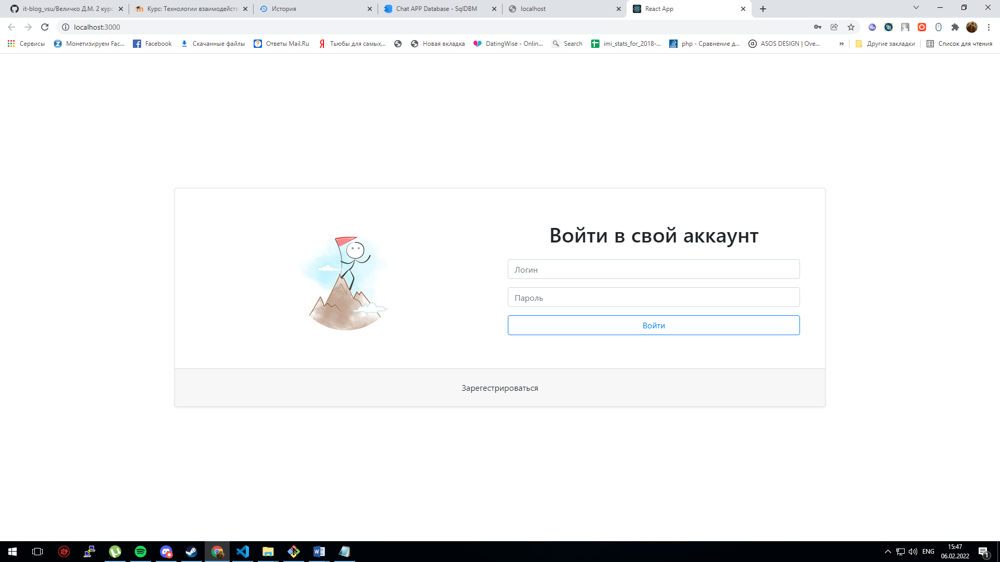 it-blog_vsu/Величко Д.М. 2 курс
Курс: Технологии взаимодейств
История
Chat APP Database - SqlDBM
localhost
React App
localhost:3000
Сервисы
Монетизируем Fac...
Facebook
Скачанные файлы
Ответы Mail.Ru
Тьюбы для самых...
Новая вкладка
DatingWise - Onlin...
Search
imi_stats_for_2018-...
php - Сравнение д...
ASOS DESIGN | Ove...
»
Другие закладки
Список для чтения
Войти в свой аккаунт
Логин
Пароль
Войти
Зарегестрироваться
ENG
15:47
06.02.2022
1